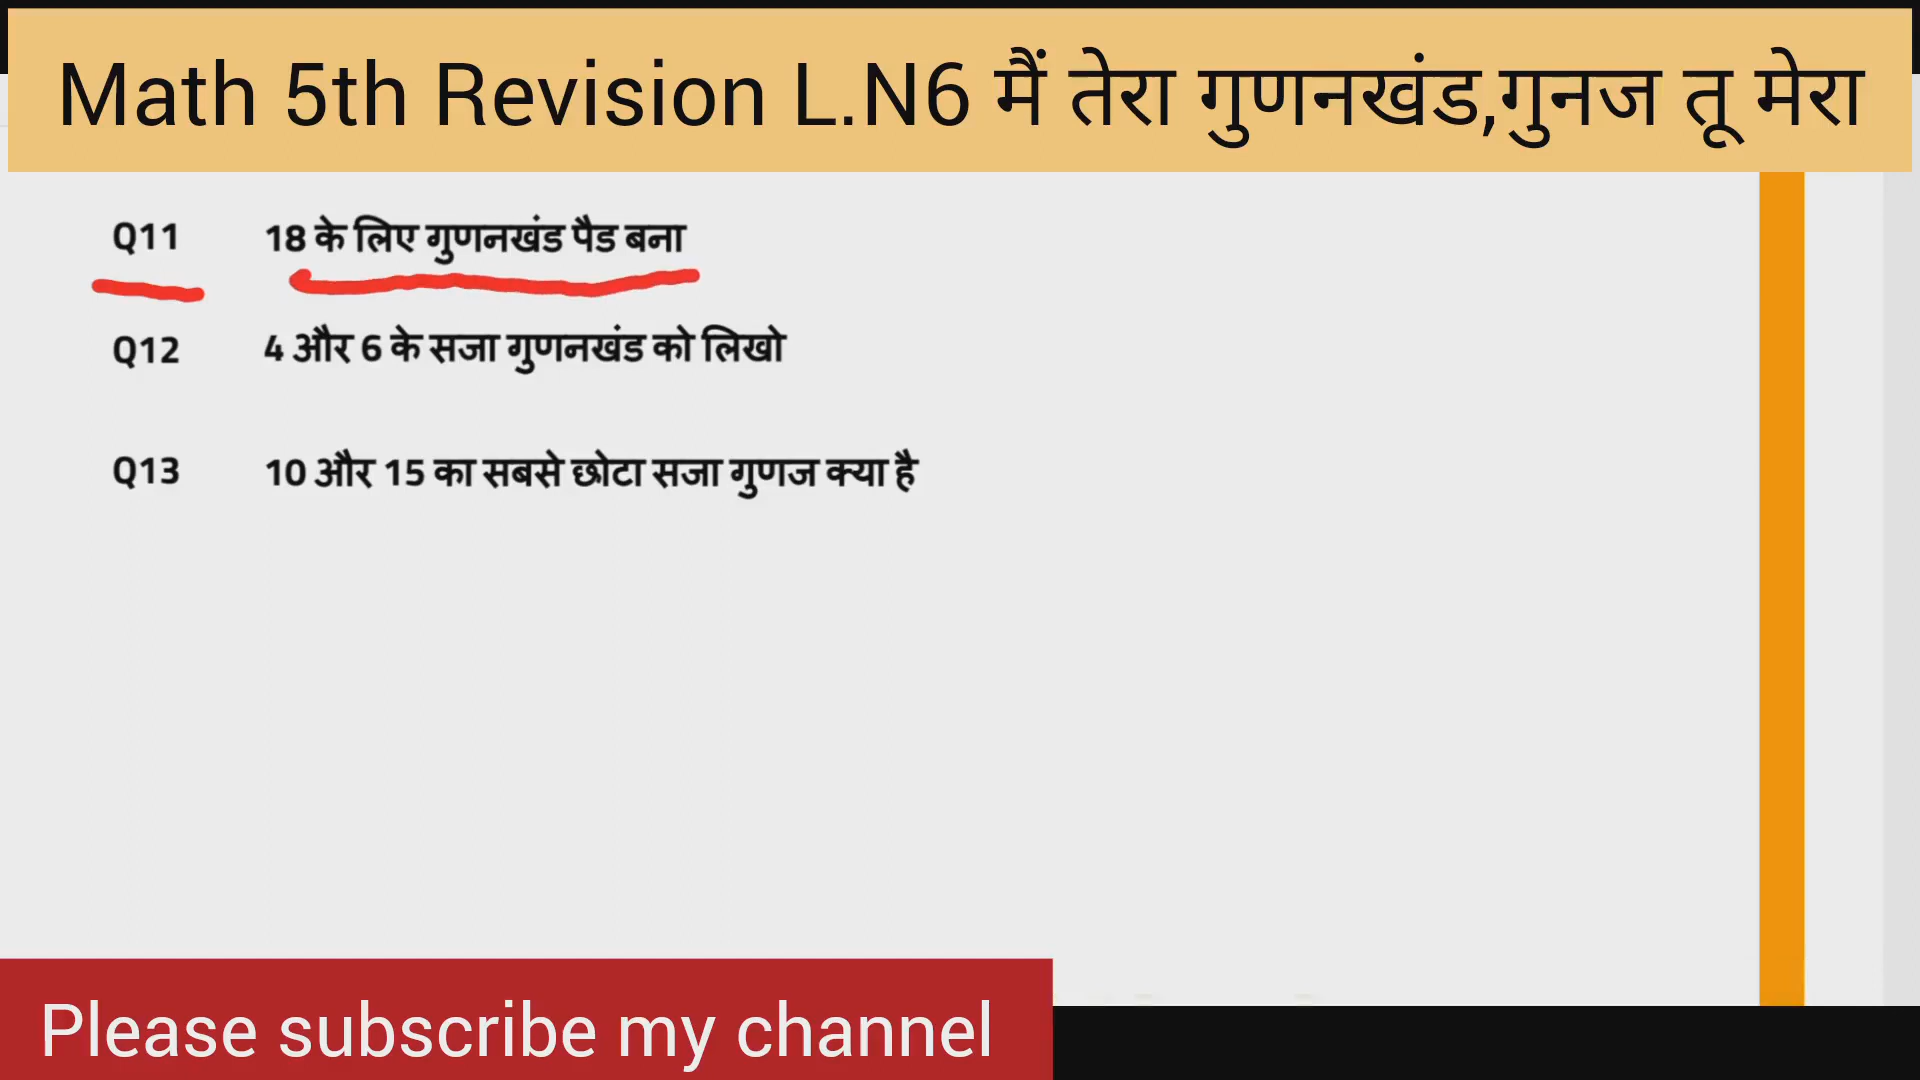 Math 5th Revision L.N6 मैं तेरा गुणनखंड,गुनज तू मेरा
Q11 18 के लिए गुणनखंड पैड बना
Q12 4 और 6 के सजा गुणनखंड को लिखो
Q13 10 और 15 का सबसे छोटा सजा गुणज क्या है
Please subscribe my channel